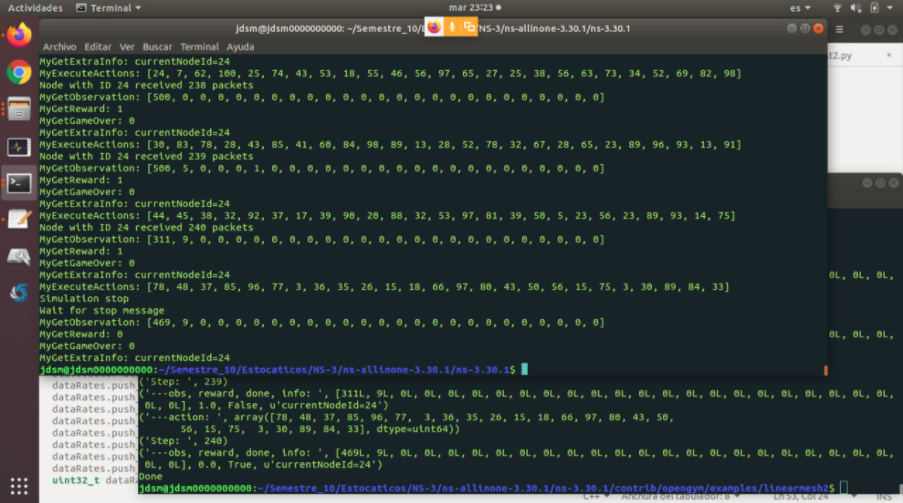 Actividades Terminal mar 23:23 es
jdsm@jdsm0000000000: ~/Semestre_10/ /NS-3/ns-allinone-3.30.1/ns-3.30.1
Archivo Editar Ver Buscar Terminal Ayuda
t2.py
MyGetExtraInfo: currentNodeId=24
MyExecuteActions: [24, 7, 62, 100, 25, 74, 43, 53, 18, 55, 46, 56, 97, 65, 27, 25, 38, 56, 63, 73, 34, 52, 69, 82, 98]
Node with ID 24 received 238 packets
MyGetObservation: [500, 0, 0, 0, 0, 0, 0, 0, 0, 0, 0, 0, 0, 0, 0, 0, 0, 0, 0, 0, 0, 0, 0, 0, 0]
MyGetReward: 1
MyGetGameOver: 0
MyGetExtraInfo: currentNodeId=24
MyExecuteActions: [30, 83, 78, 28, 43, 85, 41, 60, 84, 98, 89, 13, 28, 52, 78, 32, 67, 28, 65, 23, 89, 96, 93, 13, 91]
Node with ID 24 received 239 packets
MyGetObservation: [500, 5, 0, 0, 0, 0, 1, 0, 0, 0, 0, 0, 0, 0, 0, 0, 0, 0, 0, 0, 0, 0, 0, 0, 0]
MyGetReward: 1
MyGetGameOver: 0
MyGetExtraInfo: currentNodeId=24
MyExecuteActions: [44, 45, 38, 32, 92, 37, 17, 39, 90, 20, 88, 32, 53, 97, 81, 39, 50, 5, 23, 56, 23, 89, 93, 14, 75]
Node with ID 24 received 240 packets
MyGetObservation: [311, 9, 0, 0, 0, 0, 0, 0, 0, 0, 0, 0, 0, 0, 0, 0, 0, 0, 0, 0, 0, 0, 0, 0, 0]
MyGetReward: 1
MyGetGameOver: 0
MyGetExtraInfo: currentNodeId=24
0L, 0L, 0L,
MyExecuteActions: [78, 48, 37, 85, 96, 77, 3, 36, 35, 26, 15, 18, 66, 97, 80, 43, 50, 56, 15, 75, 3, 30, 89, 84, 33]
Simulation stop
Wait for stop message
MyGetObservation: [469, 9, 0, 0, 0, 0, 0, 0, 0, 0, 0, 0, 0, 0, 0, 0, 0, 0, 0, 0, 0, 0, 0, 0, 0]
MyGetReward: 0
0L, 0L, 0L,
MyGetGameOver: 0
MyGetExtraInfo: currentNodeId=24
jdsm@jdsm0000000000:~/Semestre_10/Estocaticos/NS-3/ns-allinone-3.30.1/ns-3.30.1$
dataRates.push_
dataRates.push_
dataRates.push_
dataRates.push_
dataRates.push_
dataRates.push_
dataRates.push_
dataRates.push_
uint32_t dataRa
('Step: ', 239)
('---obs, reward, done, info: ', [311L, 9L, 0L, 0L, 0L, 0L, 0L, 0L, 0L, 0L, 0L, 0L, 0L, 0L, 0L, 0L, 0L, 0L, 0L, 0L, 0L, 0L, 0L,
0L, 0L], 1.0, False, u'currentNodeId=24')
('---action: ', array([78, 48, 37, 85, 96, 77, 3, 36, 35, 26, 15, 18, 66, 97, 80, 43, 50,
56, 15, 75, 3, 30, 89, 84, 33], dtype=uint64))
('Step: ', 240)
('---obs, reward, done, info: ', [469L, 9L, 0L, 0L, 0L, 0L, 0L, 0L, 0L, 0L, 0L, 0L, 0L, 0L, 0L, 0L, 0L, 0L, 0L, 0L, 0L, 0L, 0L,
0L, 0L], 0.0, True, u'currentNodeId=24')
Done
jdsm@jdsm0000000000:~/Semestre_10/Estocaticos/NS-3/ns-allinone-3.30.1/ns-3.30.1/contrib/opengym/examples/linearmesh2$
C++ Anchura del tabulador: 8 Ln 53, Col 24 INS